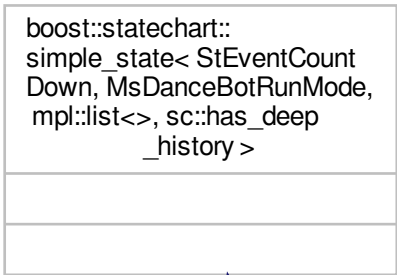 boost::statechart::
simple_state< StEventCount
Down, MsDanceBotRunMode,
mpl::list<>, sc::has_deep
_history >